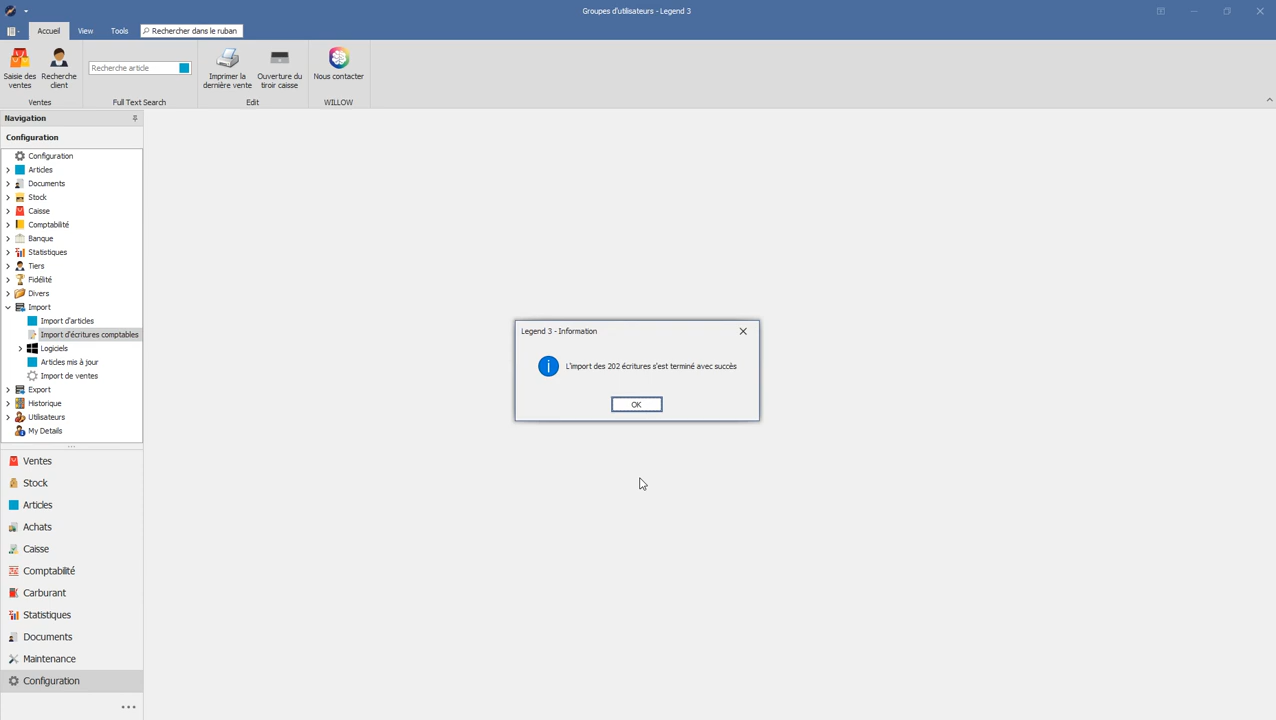 Groupes d'utilisateurs - Legend 3
Accueil View Tools Rechercher dans le ruban
Saisie des ventes
Recherche client
Recherche article
Imprimer la dernière vente
Ouverture du tiroir caisse
Nous contacter
Ventes Full Text Search Edit WILLOW
Navigation
Configuration
Configuration
Articles
Documents
Stock
Caisse
Comptabilité
Banque
Statistiques
Tiers
Fidélité
Divers
Import
Import d'articles
Import d'écritures comptables
Logiciels
Articles mis à jour
Import de ventes
Export
Historique
Utilisateurs
My Details
Legend 3 - Information
L'import des 202 écritures s'est terminé avec succès
OK
Ventes
Stock
Articles
Achats
Caisse
Comptabilité
Carburant
Statistiques
Documents
Maintenance
Configuration